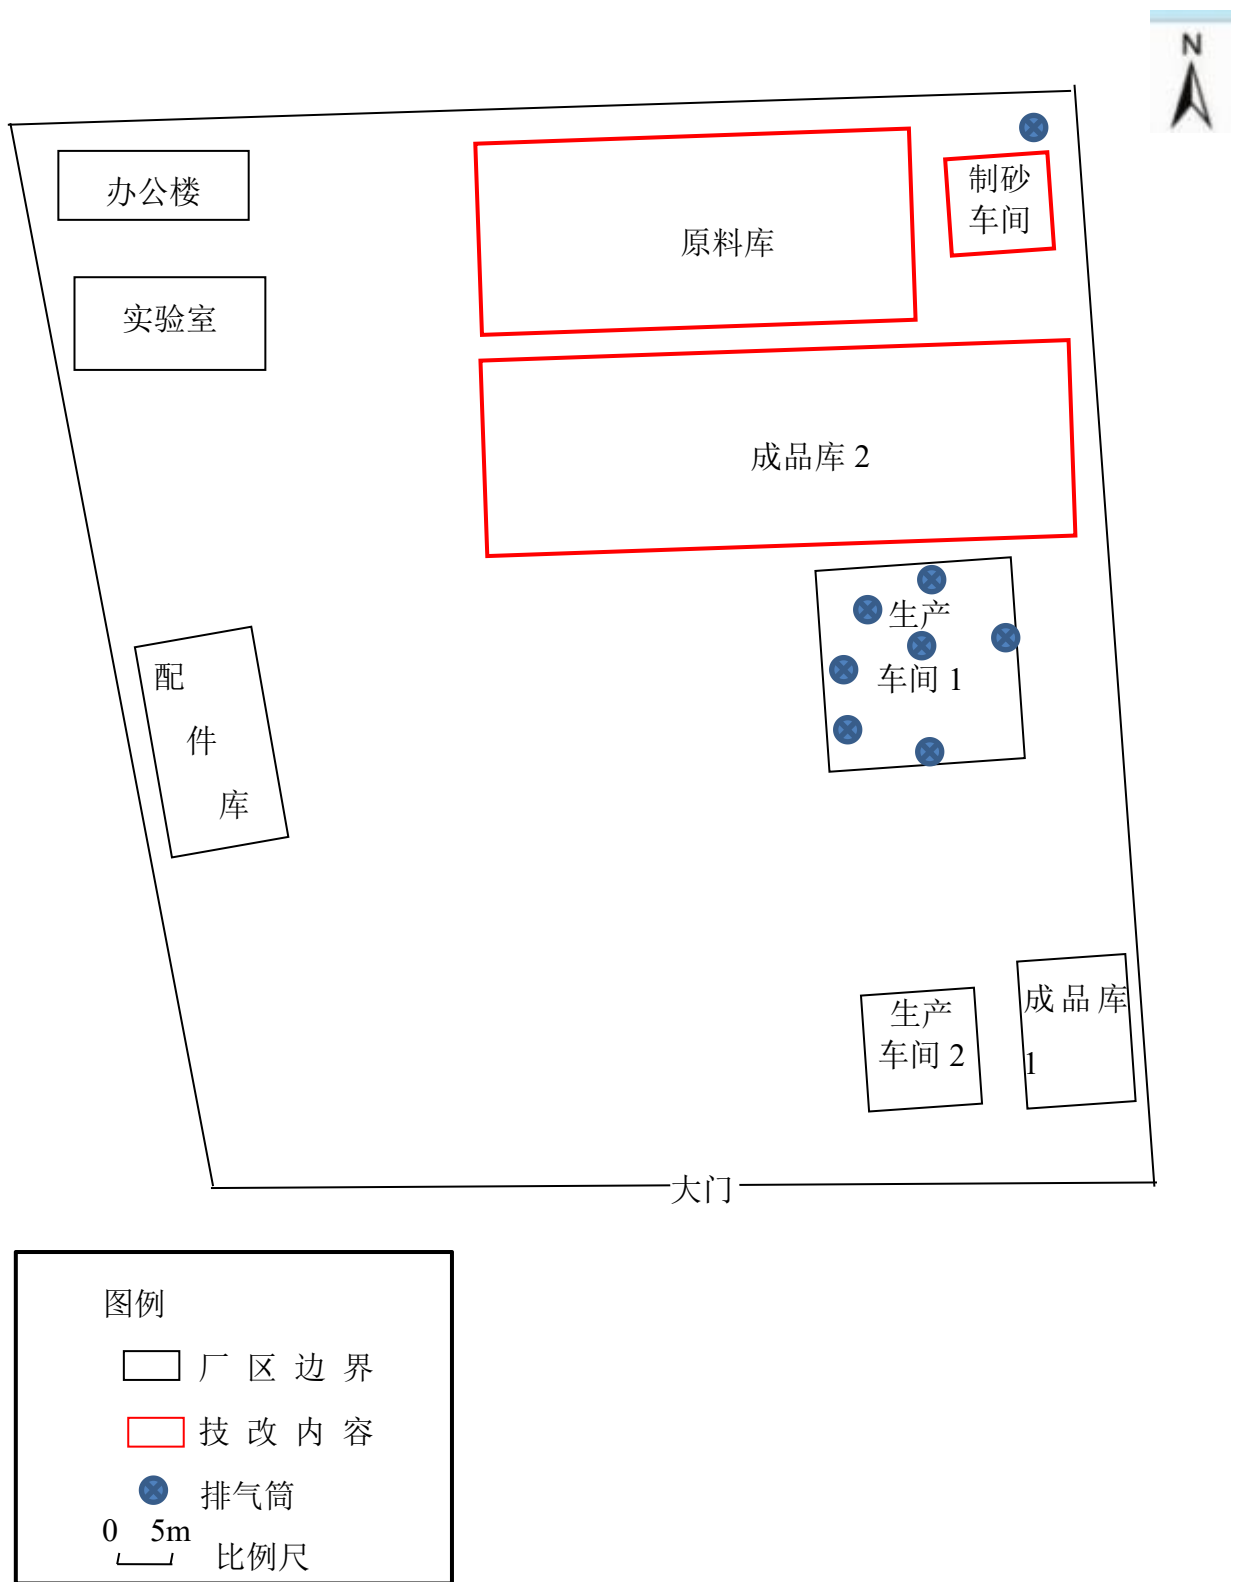 N
办公楼
制砂
车间
原料库
实验室
成品库 2
生产
车间 1
配
件
库
成品库
1
生产
车间 2
大门
图例
厂区边界
技改内容
排气筒
0 5m
比例尺